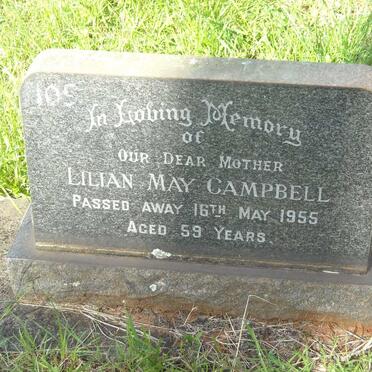 105
In Loving Memory
of
OUR DEAR MOTHER
LILIAN MAY CAMPBELL
PASSED AWAY 16TH MAY 1955
AGED 59 YEARS.